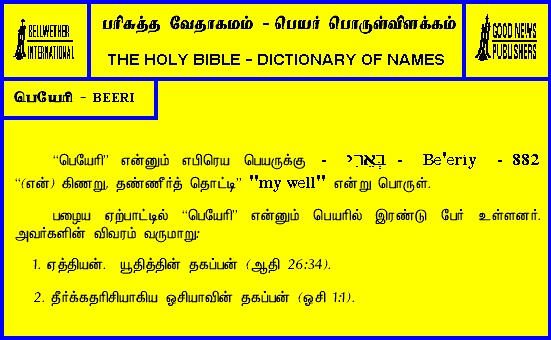 BELLWETHER
INTERNATIONAL
பரிசுத்த வேதாகமம் - பெயர் பொருள்விளக்கம்
THE HOLY BIBLE - DICTIONARY OF NAMES
GOOD NEWS
PUBLISHERS
பெயேரி - BEERI
“பெயேரி” என்னும் எபிரெய பெயருக்கு - בְּאֵרִי - Be'eriy - 882
“(என்) கிணறு, தண்ணீர்த் தொட்டி” "my well" என்று பொருள்.
பழைய ஏற்பாட்டில் “பெயேரி” என்னும் பெயரில் இரண்டு பேர் உள்ளனர்.
அவர்களின் விவரம் வருமாறு:
1. ஏத்தியன். யூதித்தின் தகப்பன் (ஆதி 26:34).
2. தீர்க்கதரிசியாகிய ஓசியாவின் தகப்பன் (ஓசி 1:1).